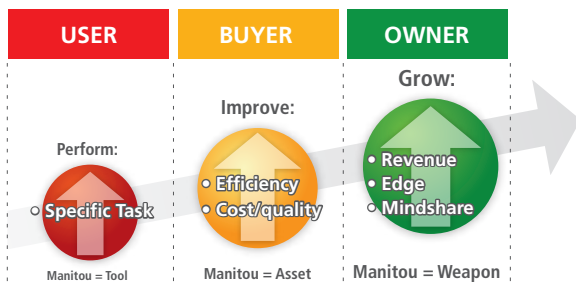 USER
Perform:
• Specific Task
Manitou = Tool
BUYER
Improve:
• Efficiency
• Cost/quality
Manitou = Asset
OWNER
Grow:
• Revenue
• Edge
• Mindshare
Manitou = Weapon